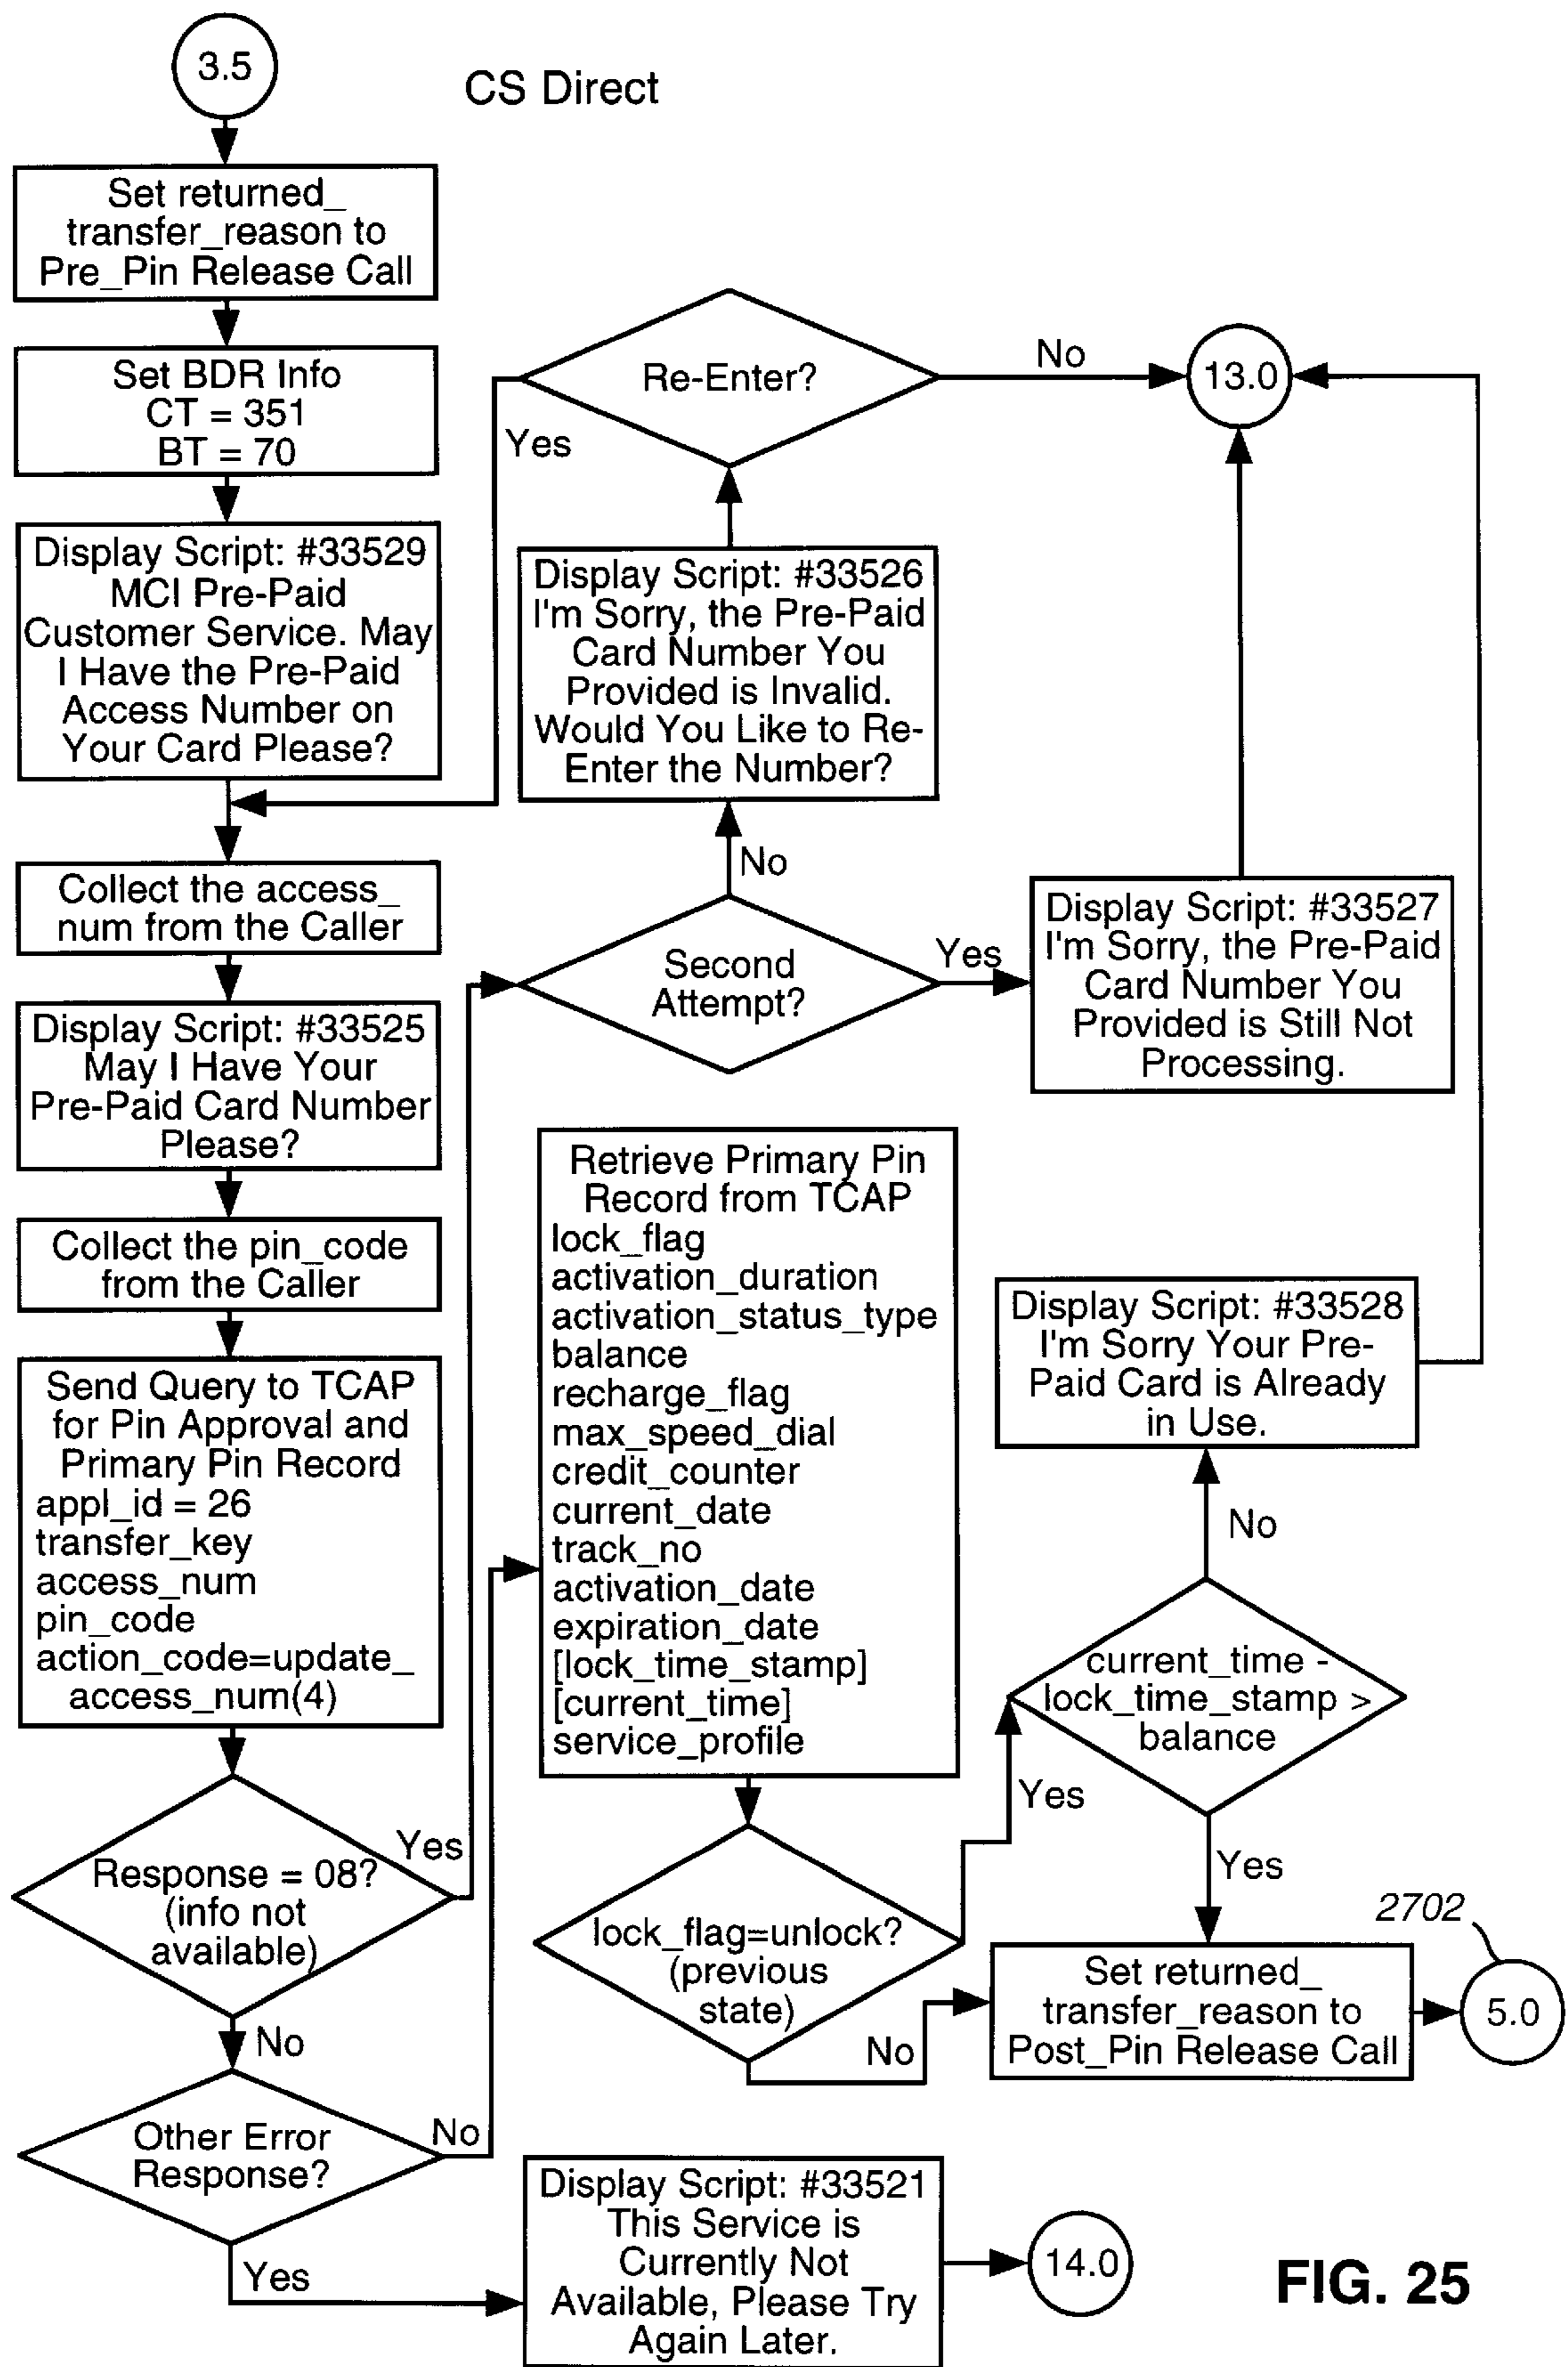 3.5
CS Direct
Set returned_
transfer_reason to
Pre_Pin Release Call
Set BDR Info
CT = 351
BT = 70
Display Script: #33529
MCI Pre-Paid
Customer Service. May
I Have the Pre-Paid
Access Number on
Your Card Please?
Collect the access_
num from the Caller
Display Script: #33525
May I Have Your
Pre-Paid Card Number
Please?
Collect the pin_code
from the Caller
Send Query to TCAP
for Pin Approval and
Primary Pin Record
appl_id = 26
transfer_key
access_num
pin_code
action_code=update_
access_num(4)
Response = 08?
(info not
available)
Yes
No
Other Error
Response?
No
Yes
Re-Enter?
No
Yes
13.0
Display Script: #33526
I'm Sorry, the Pre-Paid
Card Number You
Provided is Invalid.
Would You Like to Re-
Enter the Number?
No
Second
Attempt?
Yes
Display Script: #33527
I'm Sorry, the Pre-Paid
Card Number You
Provided is Still Not
Processing.
Retrieve Primary Pin
Record from TCAP
lock_flag
activation_duration
activation_status_type
balance
recharge_flag
max_speed_dial
credit_counter
current_date
track_no
activation_date
expiration_date
[lock_time_stamp]
[current_time]
service_profile
lock_flag=unlock?
(previous
state)
Yes
No
Display Script: #33528
I'm Sorry Your Pre-
Paid Card is Already
in Use.
No
current_time -
lock_time_stamp >
balance
Yes
2702
Set returned_
transfer_reason to
Post_Pin Release Call
5.0
Display Script: #33521
This Service is
Currently Not
Available, Please Try
Again Later.
14.0
FIG. 25